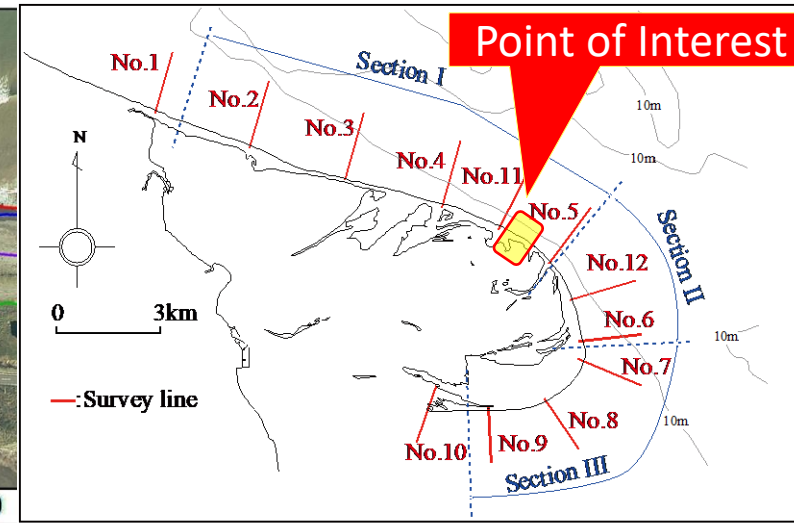 Point of Interest
No.1
Section I
No.2
10m
No.3
No.4
10m
No.11
N
No.5
Section II
No.12
0 3km
No.6
10m
No.7
—:Survey line
No.8
10m
No.10
No.9
Section III